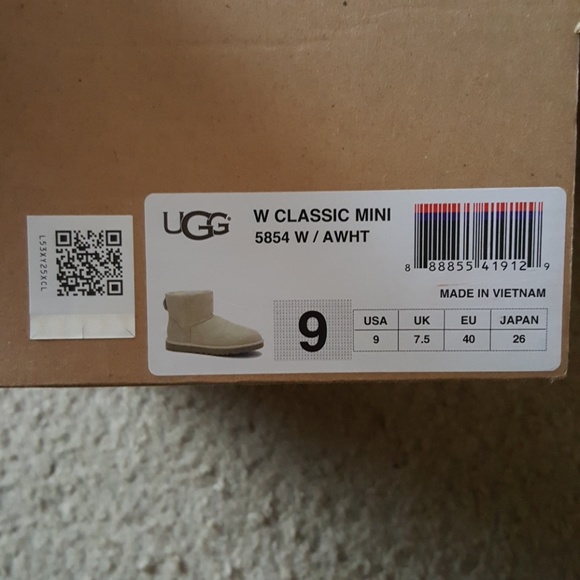 L53XY25XCL
UGG®
W CLASSIC MINI
5854 W / AWHT
8 88855 41912 9
MADE IN VIETNAM
9
USA UK EU JAPAN
9 7.5 40 26